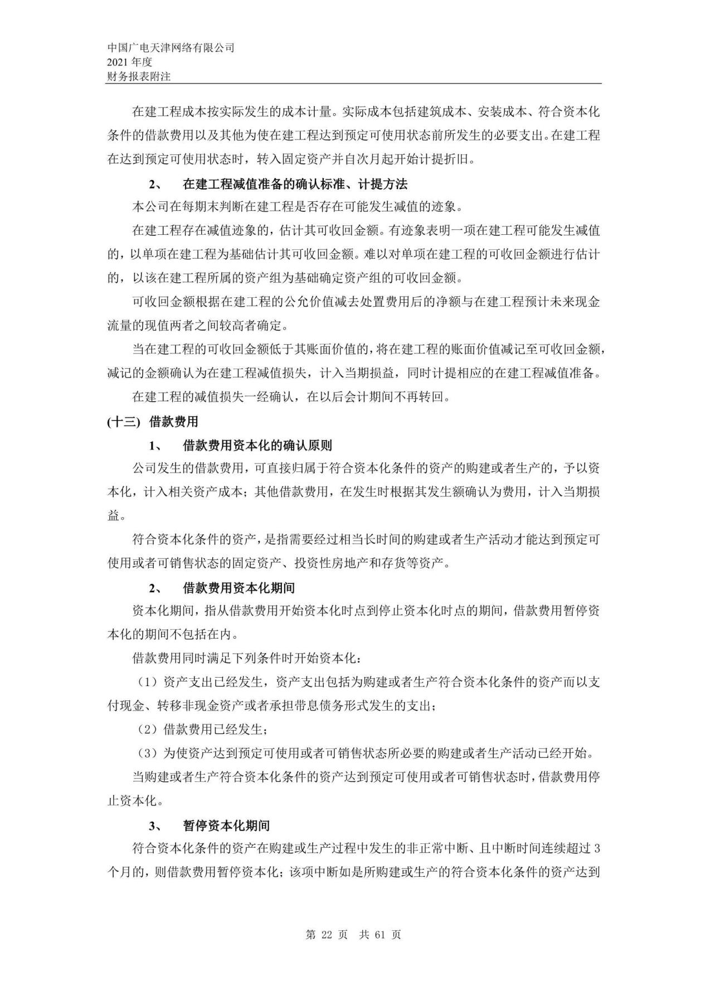 中国广电天津网络有限公司
2021 年度
财务报表附注
在建工程成本按实际发生的成本计量。实际成本包括建筑成本、安装成本、符合资本化
条件的借款费用以及其他为使在建工程达到预定可使用状态前所发生的必要支出。在建工程
在达到预定可使用状态时，转入固定资产并自次月起开始计提折旧。
2、 在建工程减值准备的确认标准、计提方法
本公司在每期末判断在建工程是否存在可能发生减值的迹象。
在建工程存在减值迹象的，估计其可收回金额。有迹象表明一项在建工程可能发生减值
的，以单项在建工程为基础估计其可收回金额。难以对单项在建工程的可收回金额进行估计
的，以该在建工程所属的资产组为基础确定资产组的可收回金额。
可收回金额根据在建工程的公允价值减去处置费用后的净额与在建工程预计未来现金
流量的现值两者之间较高者确定。
当在建工程的可收回金额低于其账面价值的，将在建工程的账面价值减记至可收回金额，
减记的金额确认为在建工程减值损失，计入当期损益，同时计提相应的在建工程减值准备。
在建工程的减值损失一经确认，在以后会计期间不再转回。
(十三) 借款费用
1、 借款费用资本化的确认原则
公司发生的借款费用，可直接归属于符合资本化条件的资产的购建或者生产的，予以资
本化，计入相关资产成本；其他借款费用，在发生时根据其发生额确认为费用，计入当期损
益。
符合资本化条件的资产，是指需要经过相当长时间的购建或者生产活动才能达到预定可
使用或者可销售状态的固定资产、投资性房地产和存货等资产。
2、 借款费用资本化期间
资本化期间，指从借款费用开始资本化时点到停止资本化时点的期间，借款费用暂停资
本化的期间不包括在内。
借款费用同时满足下列条件时开始资本化：
（1）资产支出已经发生，资产支出包括为购建或者生产符合资本化条件的资产而以支
付现金、转移非现金资产或者承担带息债务形式发生的支出；
（2）借款费用已经发生；
（3）为使资产达到预定可使用或者可销售状态所必要的购建或者生产活动已经开始。
当购建或者生产符合资本化条件的资产达到预定可使用或者可销售状态时，借款费用停
止资本化。
3、 暂停资本化期间
符合资本化条件的资产在购建或生产过程中发生的非正常中断、且中断时间连续超过 3
个月的，则借款费用暂停资本化；该项中断如是所购建或生产的符合资本化条件的资产达到
第 22 页 共 61 页